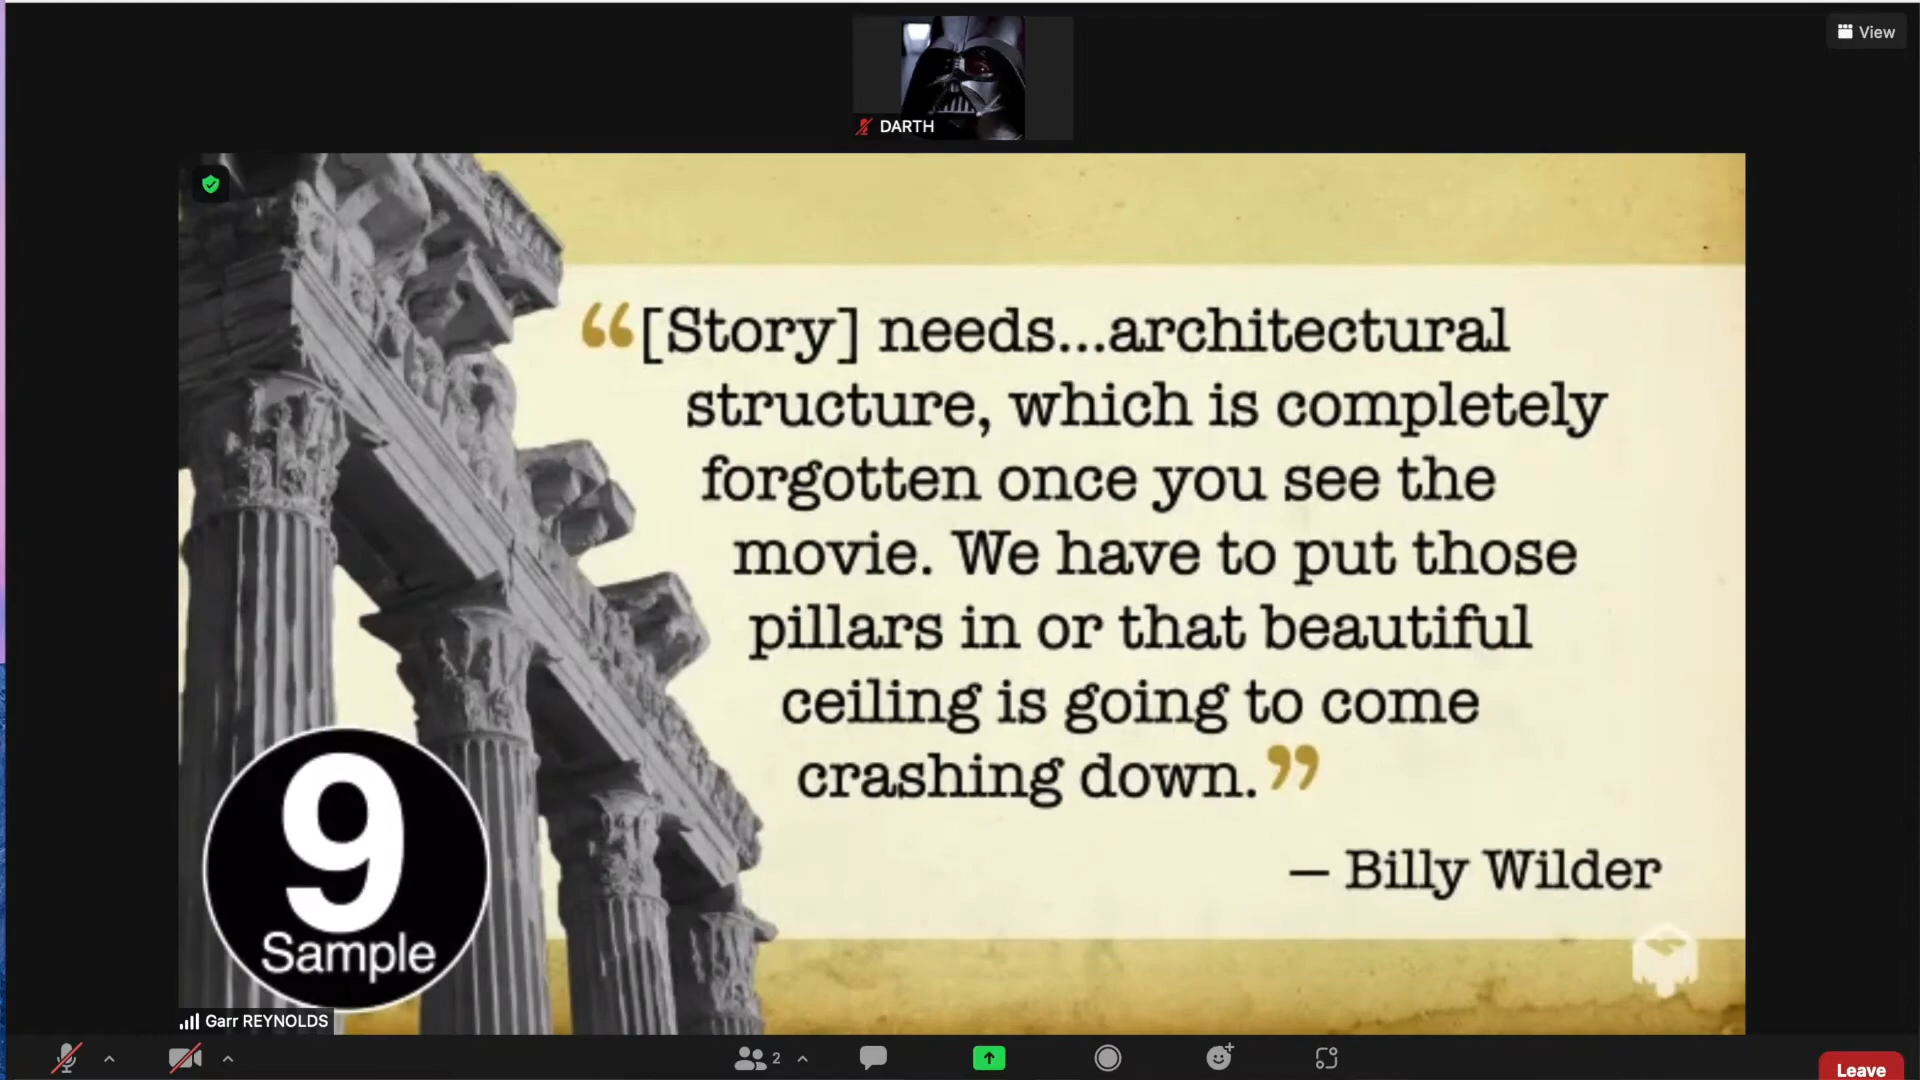 View
DARTH
“[Story] needs...architectural
structure, which is completely
forgotten once you see the
movie. We have to put those
pillars in or that beautiful
ceiling is going to come
crashing down.”
— Billy Wilder
9
Sample
Garr REYNOLDS
2
Leave